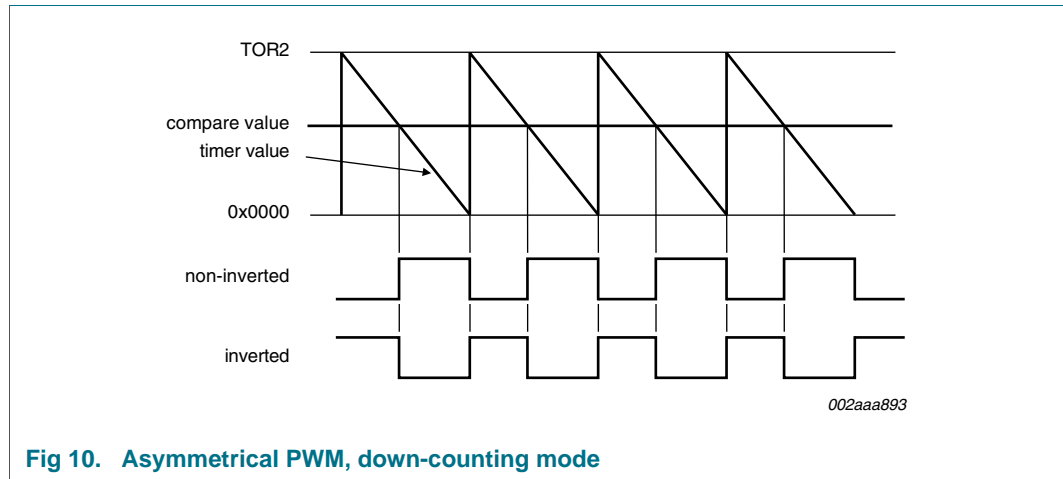 TOR2
compare value
timer value
0x0000
non-inverted
inverted
002aaa893
Fig 10. Asymmetrical PWM, down-counting mode